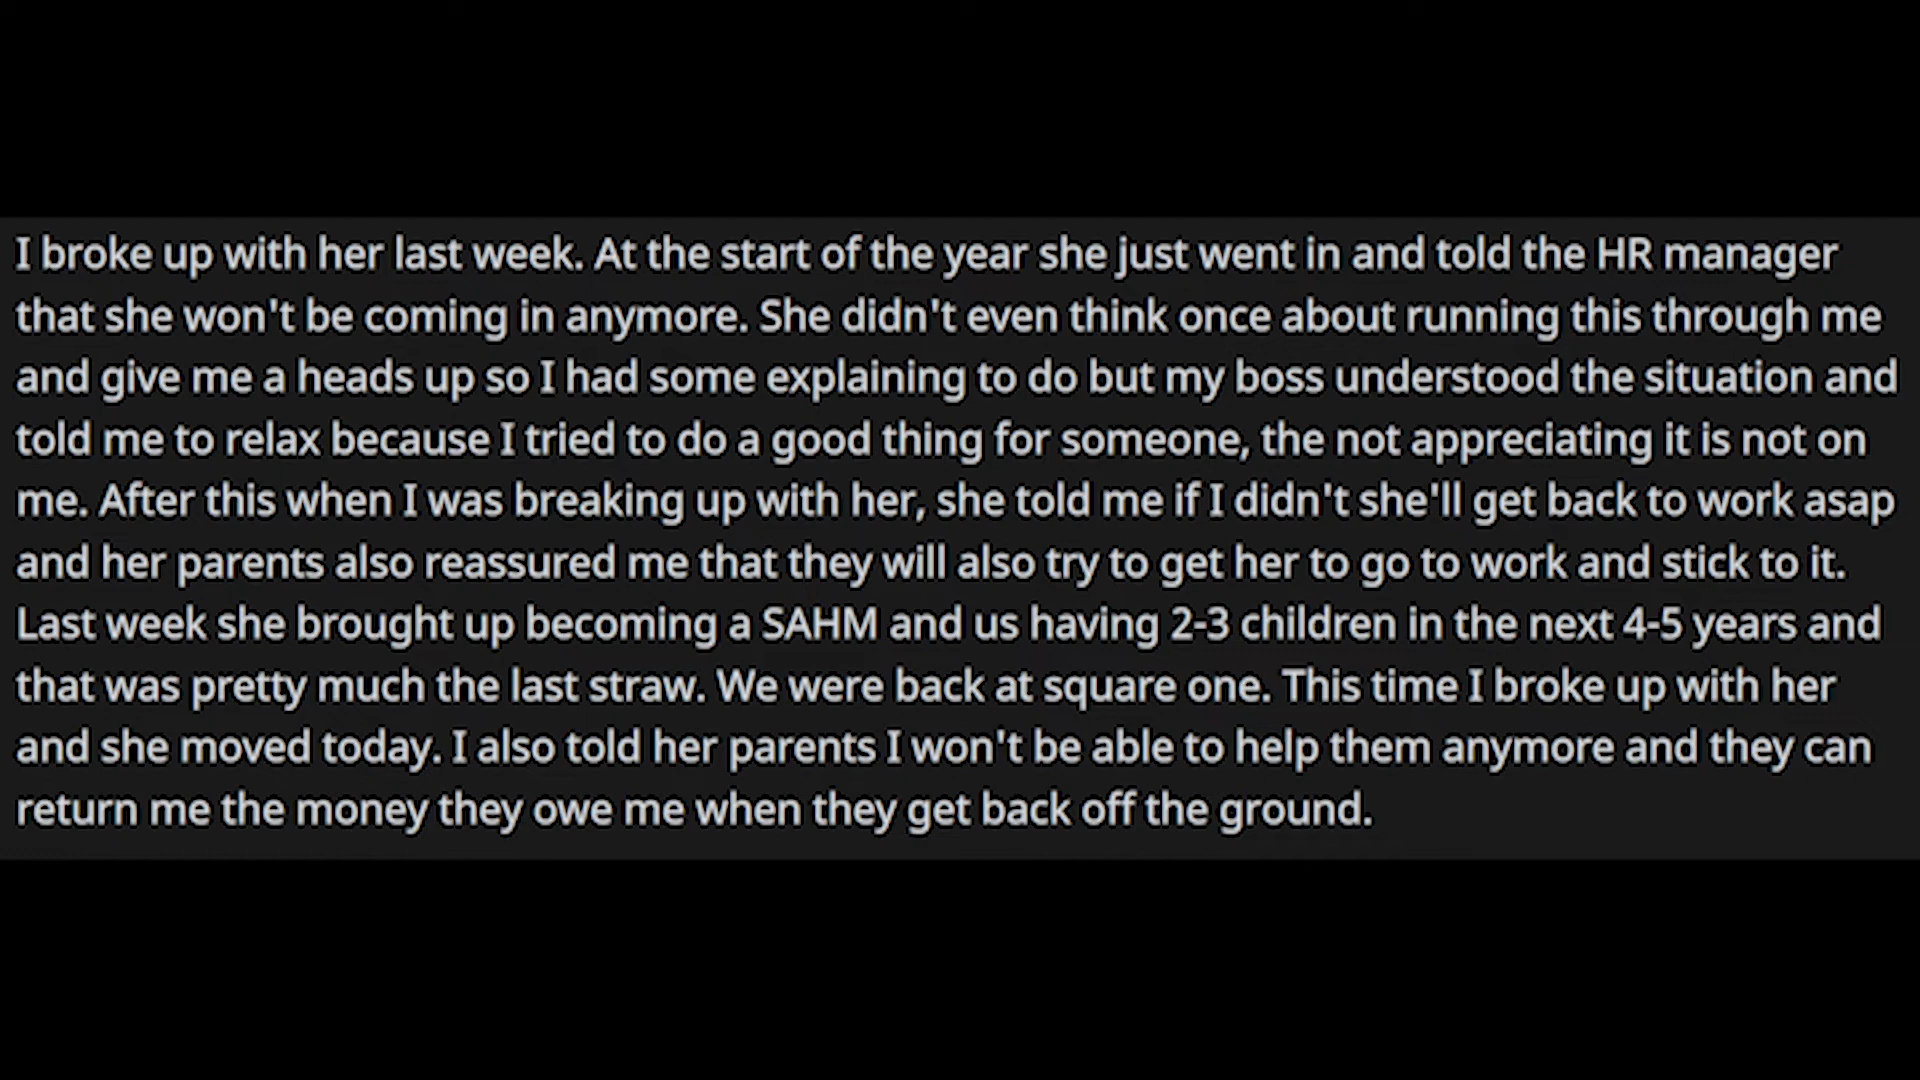 I broke up with her last week. At the start of the year she just went in and told the HR manager
that she won't be coming in anymore. She didn't even think once about running this through me
and give me a heads up so I had some explaining to do but my boss understood the situation and
told me to relax because I tried to do a good thing for someone, the not appreciating it is not on
me. After this when I was breaking up with her, she told me if I didn't she'll get back to work asap
and her parents also reassured me that they will also try to get her to go to work and stick to it.
Last week she brought up becoming a SAHM and us having 2-3 children in the next 4-5 years and
that was pretty much the last straw. We were back at square one. This time I broke up with her
and she moved today. I also told her parents I won't be able to help them anymore and they can
return me the money they owe me when they get back off the ground.